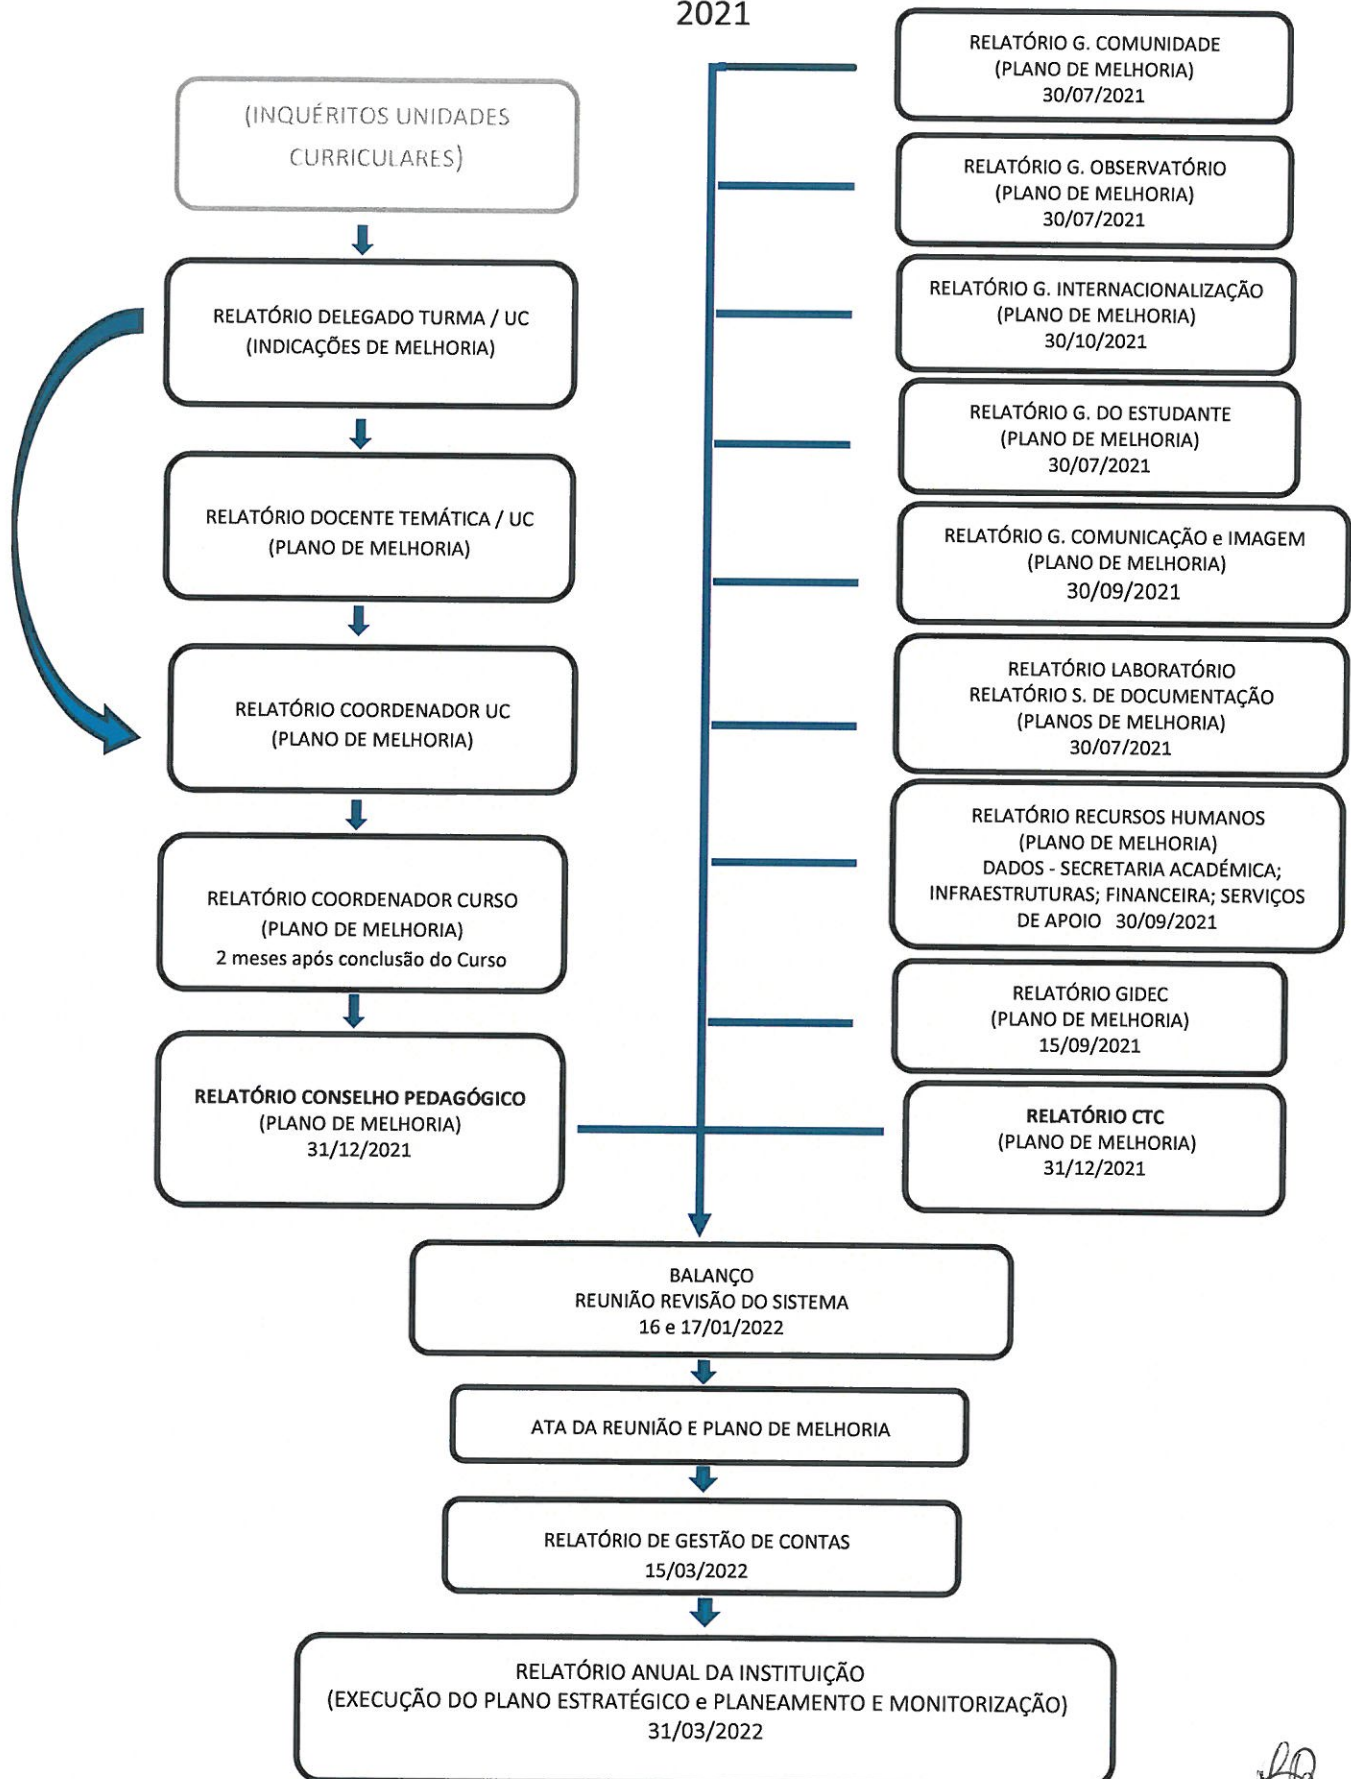 2021
(INQUÉRITOS UNIDADES
CURRICULARES)
RELATÓRIO DELEGADO TURMA / UC
(INDICAÇÕES DE MELHORIA)
RELATÓRIO DOCENTE TEMÁTICA / UC
(PLANO DE MELHORIA)
RELATÓRIO COORDENADOR UC
(PLANO DE MELHORIA)
RELATÓRIO COORDENADOR CURSO
(PLANO DE MELHORIA)
2 meses após conclusão do Curso
RELATÓRIO CONSELHO PEDAGÓGICO
(PLANO DE MELHORIA)
31/12/2021
RELATÓRIO G. COMUNIDADE
(PLANO DE MELHORIA)
30/07/2021
RELATÓRIO G. OBSERVATÓRIO
(PLANO DE MELHORIA)
30/07/2021
RELATÓRIO G. INTERNACIONALIZAÇÃO
(PLANO DE MELHORIA)
30/10/2021
RELATÓRIO G. DO ESTUDANTE
(PLANO DE MELHORIA)
30/07/2021
RELATÓRIO G. COMUNICAÇÃO e IMAGEM
(PLANO DE MELHORIA)
30/09/2021
RELATÓRIO LABORATÓRIO
RELATÓRIO S. DE DOCUMENTAÇÃO
(PLANOS DE MELHORIA)
30/07/2021
RELATÓRIO RECURSOS HUMANOS
(PLANO DE MELHORIA)
DADOS - SECRETARIA ACADÉMICA;
INFRAESTRUTURAS; FINANCEIRA; SERVIÇOS
DE APOIO 30/09/2021
RELATÓRIO GIDEC
(PLANO DE MELHORIA)
15/09/2021
RELATÓRIO CTC
(PLANO DE MELHORIA)
31/12/2021
BALANÇO
REUNIÃO REVISÃO DO SISTEMA
16 e 17/01/2022
ATA DA REUNIÃO E PLANO DE MELHORIA
RELATÓRIO DE GESTÃO DE CONTAS
15/03/2022
RELATÓRIO ANUAL DA INSTITUIÇÃO
(EXECUÇÃO DO PLANO ESTRATÉGICO e PLANEAMENTO E MONITORIZAÇÃO)
31/03/2022